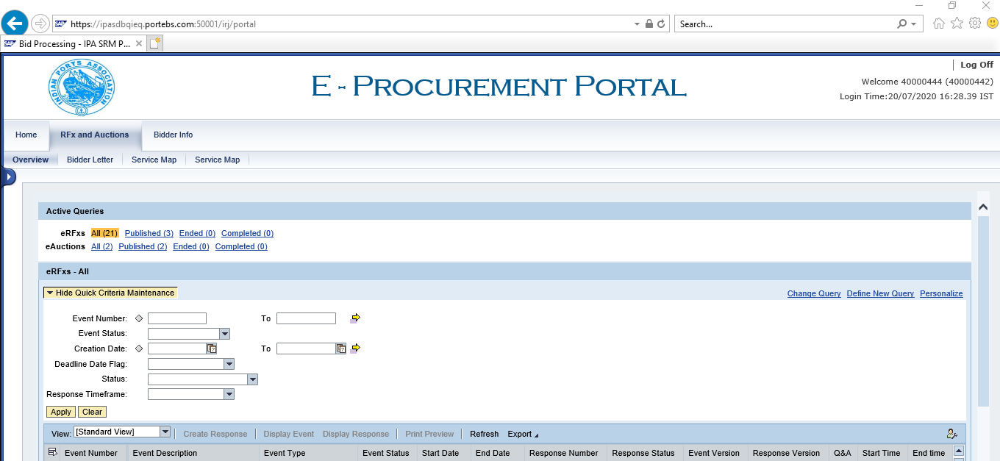 https://ipasdbqieq.portebs.com:50001/irj/portal
Search...
Bid Processing - IPA SRM P...
INDIAN PORTS ASSOCIATION
E - PROCUREMENT PORTAL
Log Off
Welcome 40000444 (40000442)
Login Time:20/07/2020 16:28.39 IST
Home RFx and Auctions Bidder Info
Overview Bidder Letter Service Map Service Map
Active Queries
eRFxs All (21) Published (3) Ended (0) Completed (0)
eAuctions All (2) Published (2) Ended (0) Completed (0)
eRFxs - All
Hide Quick Criteria Maintenance Change Query Define New Query Personalize
Event Number: To
Event Status:
Creation Date: To
Deadline Date Flag:
Status:
Response Timeframe:
Apply Clear
View: [Standard View] Create Response Display Event Display Response Print Preview Refresh Export
Event Number Event Description Event Type Event Status Start Date End Date Response Number Response Status Event Version Response Version Q&A Start Time End time